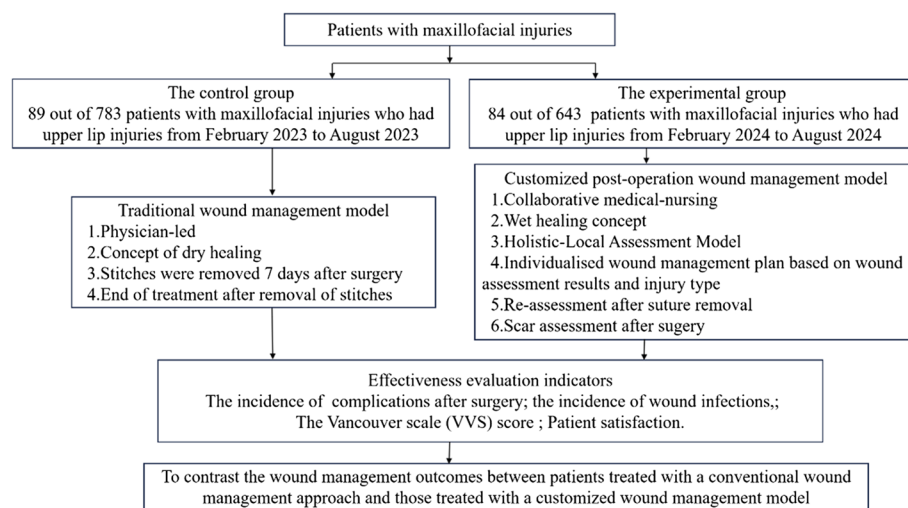 Patients with maxillofacial injuries
The control group
89 out of 783 patients with maxillofacial injuries who had
upper lip injuries from February 2023 to August 2023
The experimental group
84 out of 643 patients with maxillofacial injuries who had
upper lip injuries from February 2024 to August 2024
Traditional wound management model
1.Physician-led
2.Concept of dry healing
3.Stitches were removed 7 days after surgery
4.End of treatment after removal of stitches
Customized post-operation wound management model
1.Collaborative medical-nursing
2.Wet healing concept
3.Holistic-Local Assessment Model
4.Individualised wound management plan based on wound
assessment results and injury type
5.Re-assessment after suture removal
6.Scar assessment after sugery
Effectiveness evaluation indicators
The incidence of complications after surgery; the incidence of wound infections,;
The Vancouver scale (VVS) score ; Patient satisfaction.
To contrast the wound management outcomes between patients treated with a conventional wound
management approach and those treated with a customized wound management model